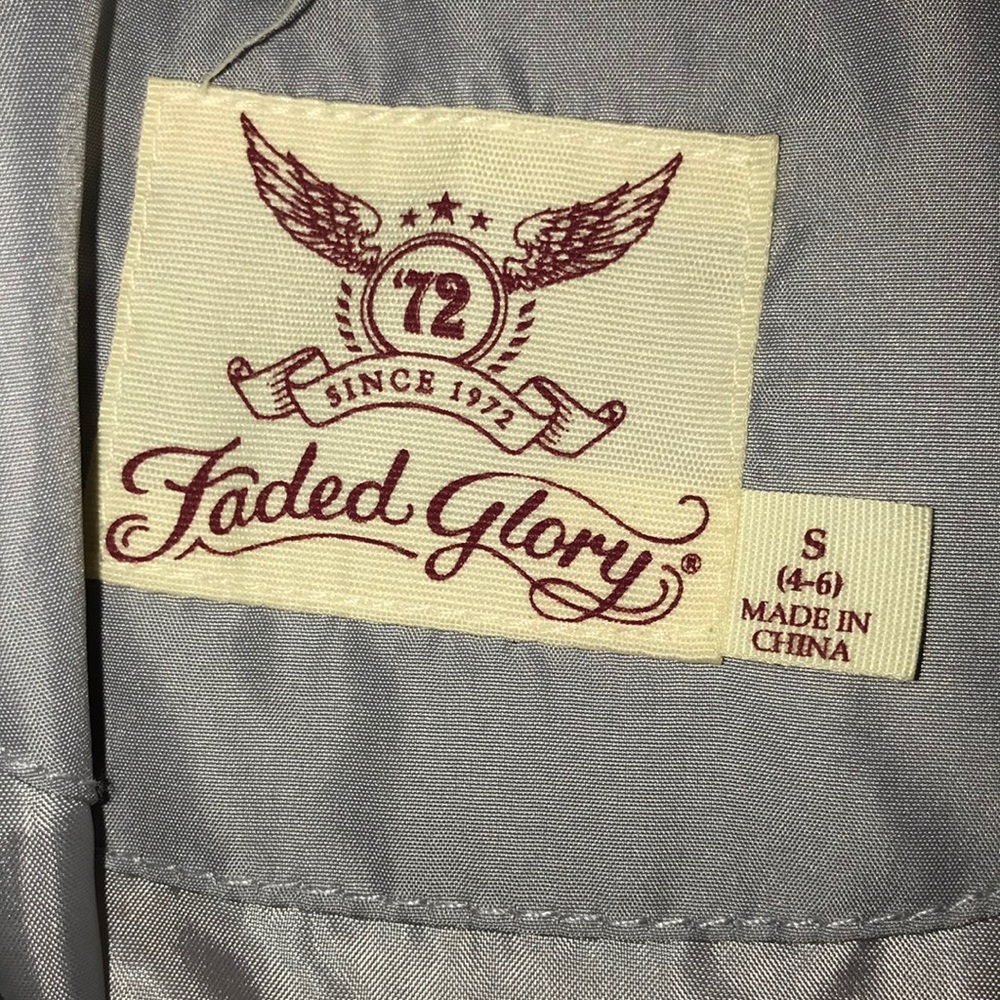 '72
SINCE 1972
Faded Glory®
S
(4-6)
MADE IN
CHINA